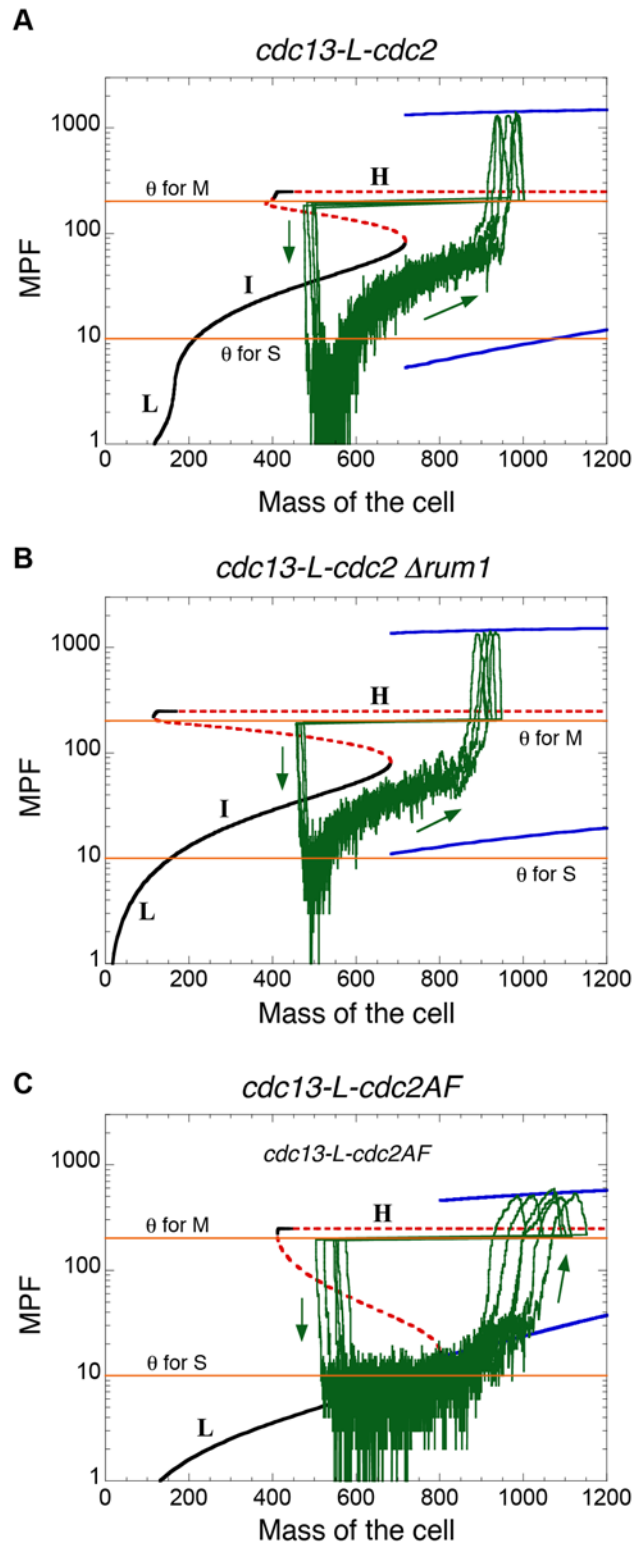 A
cdc13-L-cdc2
1000
100
10
1
MPF
θ for M
H
I
θ for S
L
0 200 400 600 800 1000 1200
Mass of the cell
B
cdc13-L-cdc2 Δrum1
1000
100
10
1
MPF
H
θ for M
I
L
θ for S
0 200 400 600 800 1000 1200
Mass of the cell
C
cdc13-L-cdc2AF
cdc13-L-cdc2AF
1000
100
10
1
MPF
θ for M
H
θ for S
L
0 200 400 600 800 1000 1200
Mass of the cell